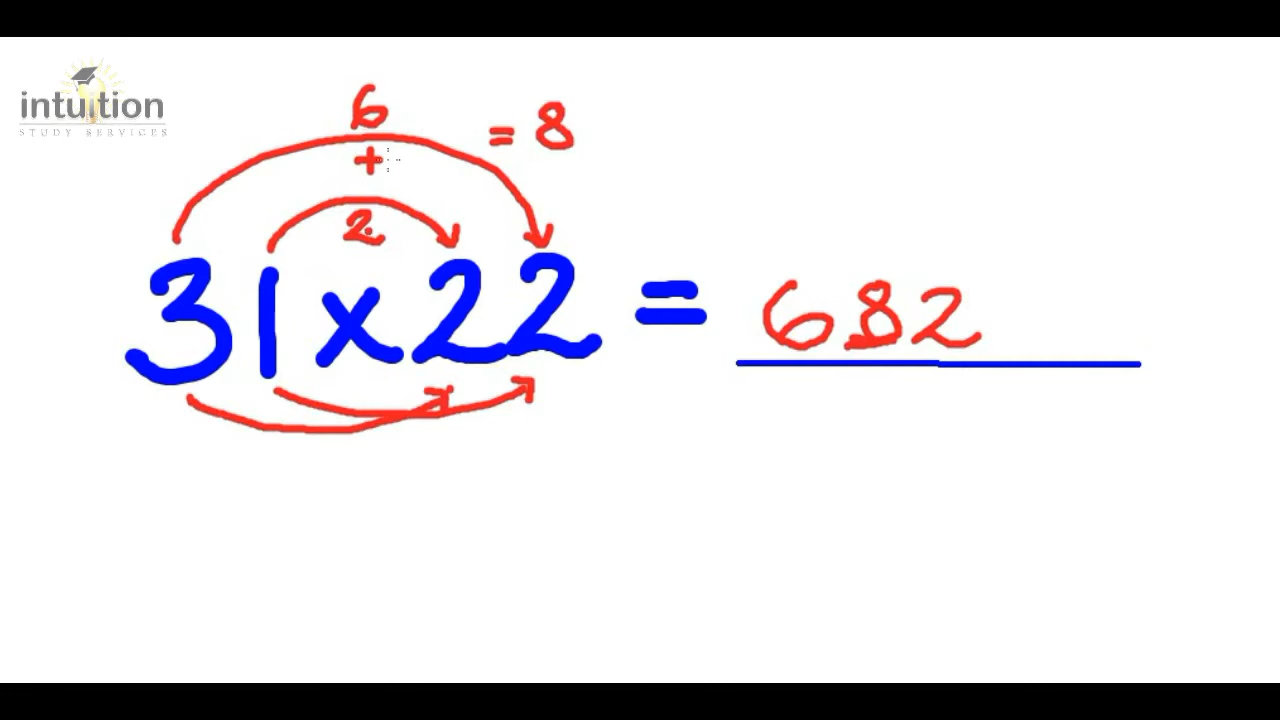 intuition
STUDY SERVICES
6
+
= 8
2
31 x 22 = 682